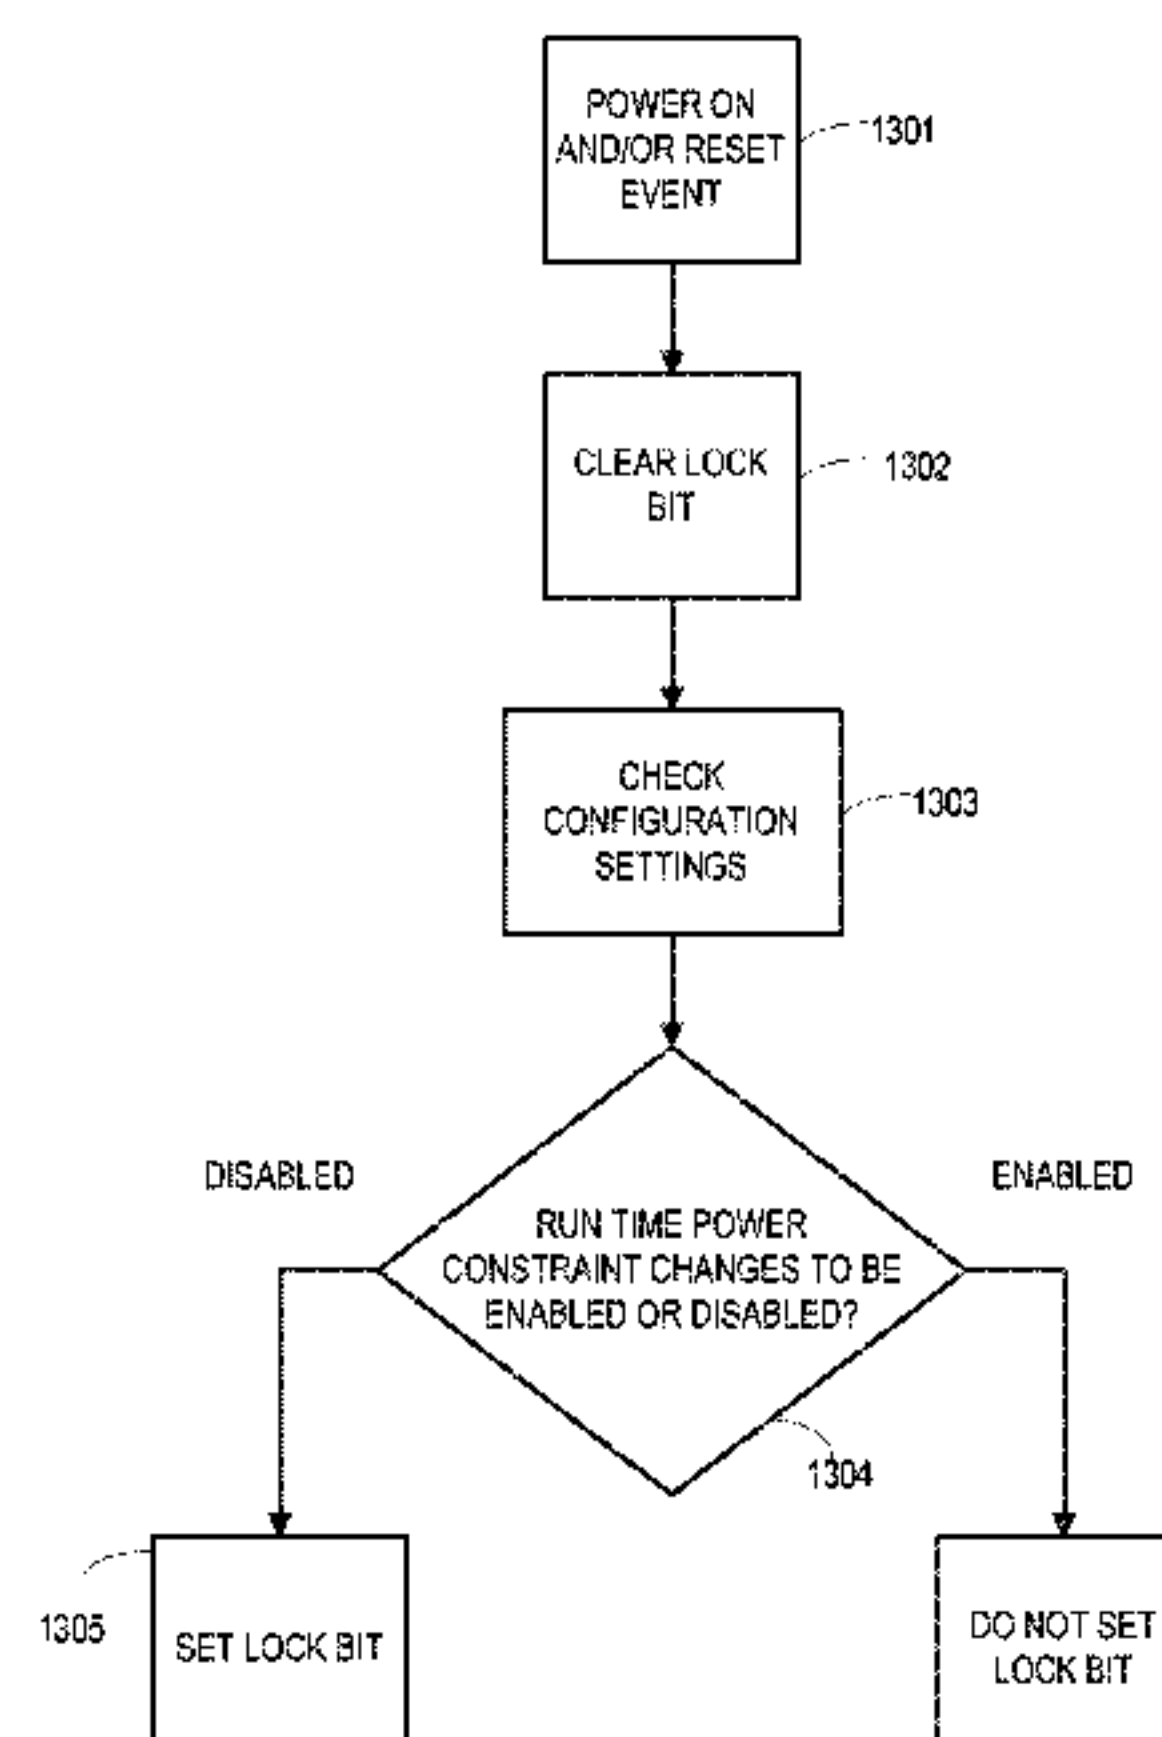 POWER ON
AND/OR RESET
EVENT
1301
CLEAR LOCK
BIT
1302
CHECK
CONFIGURATION
SETTINGS
1303
DISABLED
ENABLED
RUN TIME POWER
CONSTRAINT CHANGES TO BE
ENABLED OR DISABLED?
1304
1305
SET LOCK BIT
DO NOT SET
LOCK BIT